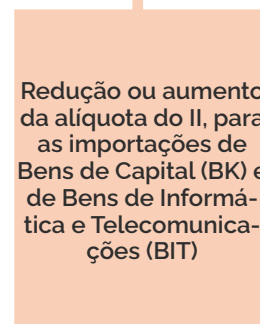 Redução ou aumento
da alíquota do II, para
as importações de
Bens de Capital (BK) e
de Bens de Informá-
tica e Telecomunica-
ções (BIT)